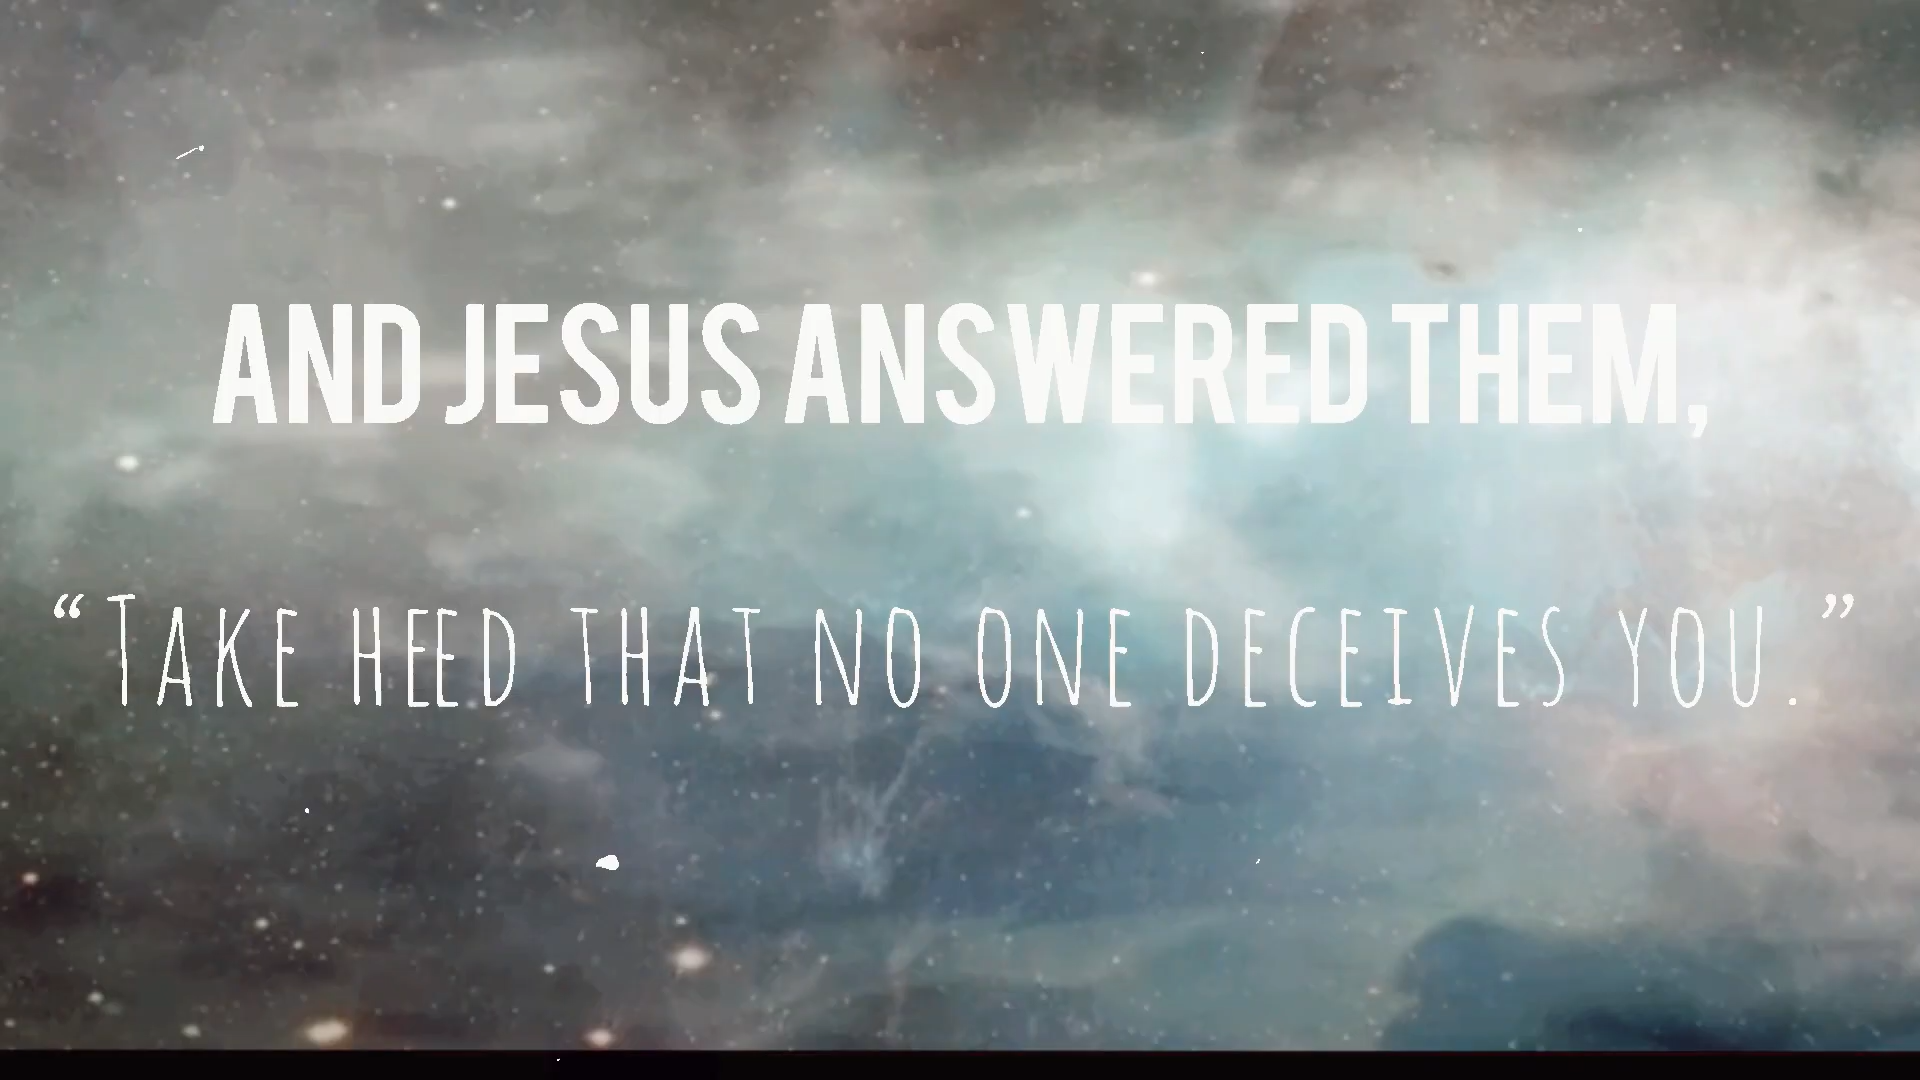 AND JESUS ANSWERED THEM,
“TAKE HEED THAT NO ONE DECEIVES YOU.”